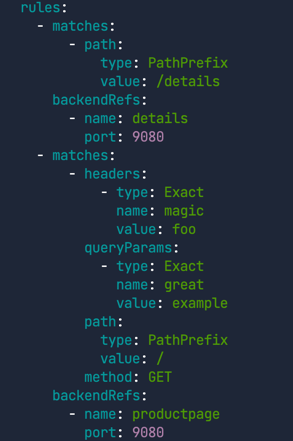 rules:
  - matches:
      - path:
          type: PathPrefix
          value: /details
    backendRefs:
      - name: details
        port: 9080
  - matches:
      - headers:
          - type: Exact
            name: magic
            value: foo
        queryParams:
          - type: Exact
            name: great
            value: example
        path:
          type: PathPrefix
          value: /
        method: GET
    backendRefs:
      - name: productpage
        port: 9080